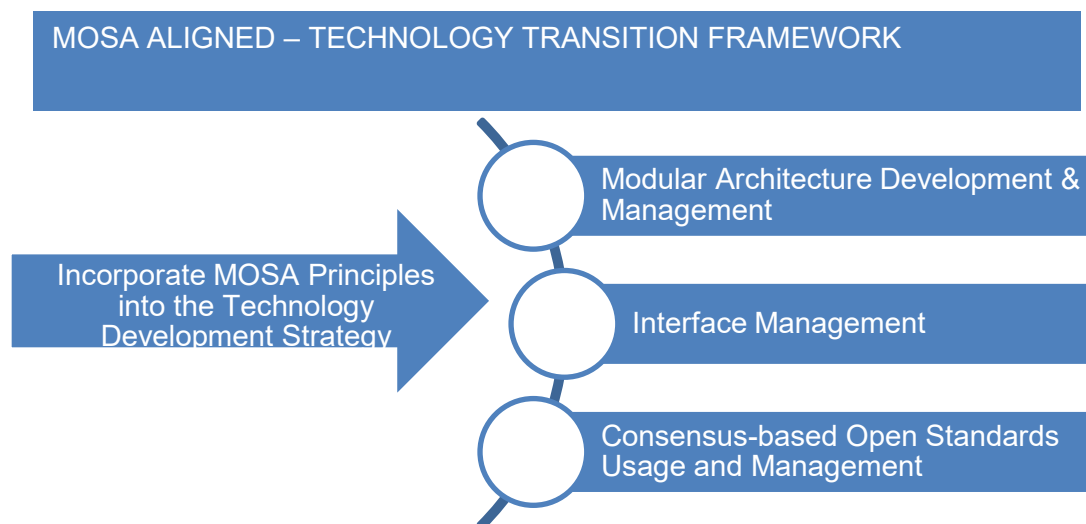 MOSA ALIGNED – TECHNOLOGY TRANSITION FRAMEWORK
Modular Architecture Development &
Management
Incorporate MOSA Principles
into the Technology
Development Strategy
Interface Management
Consensus-based Open Standards
Usage and Management